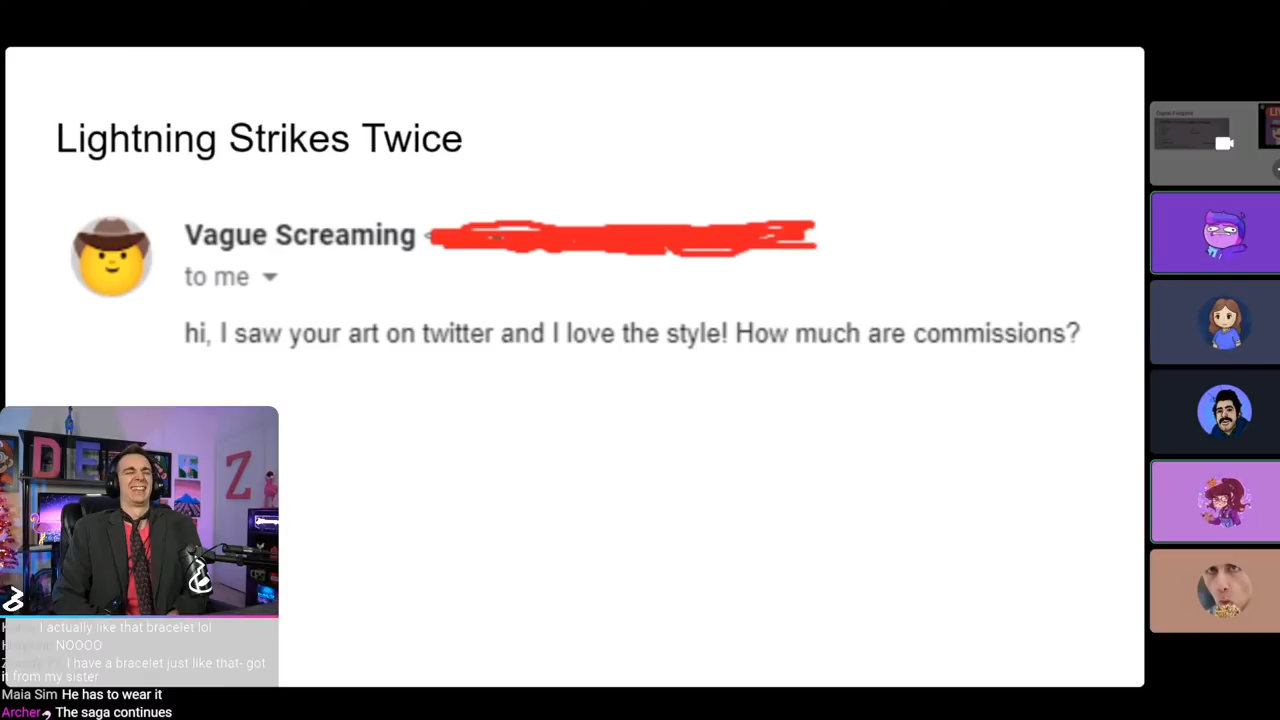 Lightning Strikes Twice
Vague Screaming
to me
hi, I saw your art on twitter and I love the style! How much are commissions?
D E
Z
I actually like that bracelet lol
NOOOO
I have a bracelet just like that- got
it from my sister
Maia Sim He has to wear it
Archer The saga continues